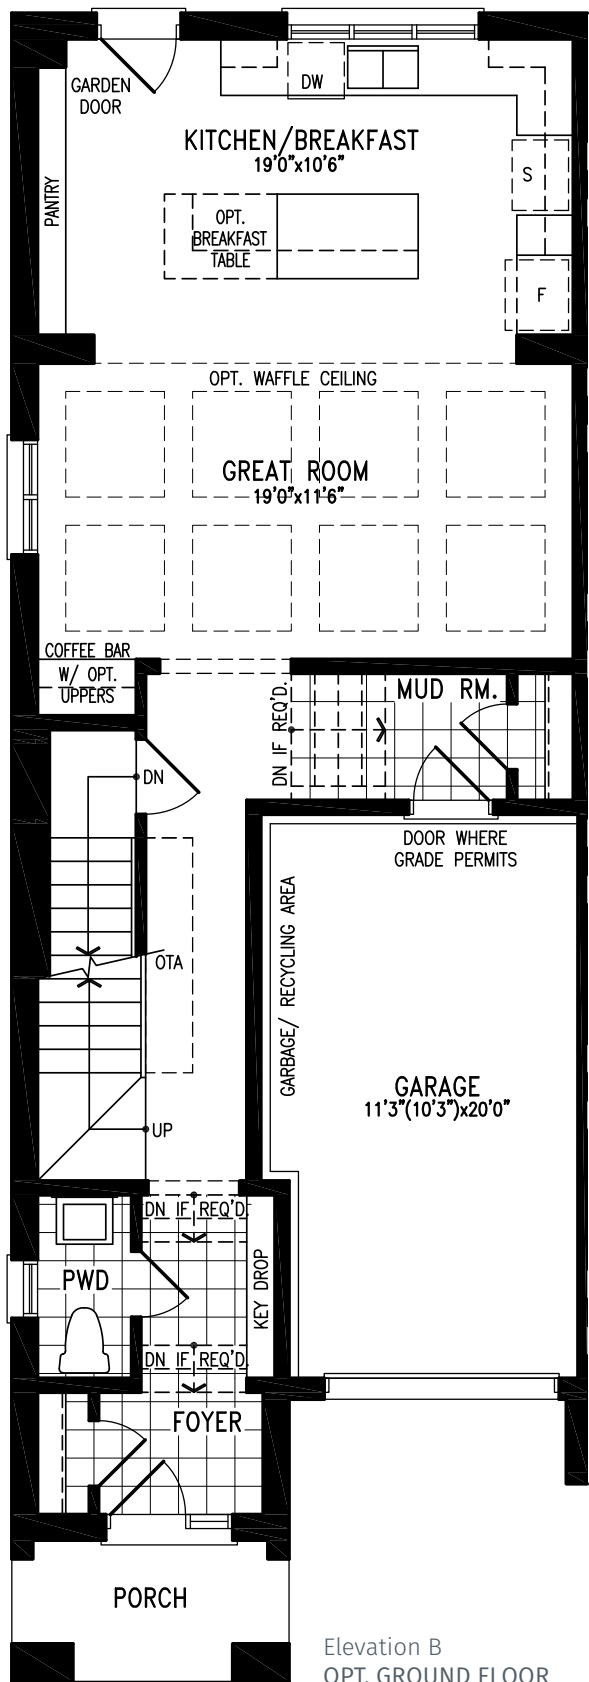 GARDEN
DOOR
DW
KITCHEN/BREAKFAST
19'0"x10'6"
PANTRY
S
OPT.
BREAKFAST
TABLE
F
OPT. WAFFLE CEILING
GREAT ROOM
19'0"x11'6"
COFFEE BAR
W/ OPT.
UPPERS
MUD RM.
DN IF REQ'D.
DN
DOOR WHERE
GRADE PERMITS
GARBAGE/ RECYCLING AREA
OTA
GARAGE
11'3"(10'3")x20'0"
UP
DN IF REQ'D.
PWD
KEY DROP
DN IF REQ'D.
FOYER
PORCH
Elevation B
OPT. GROUND FLOOR